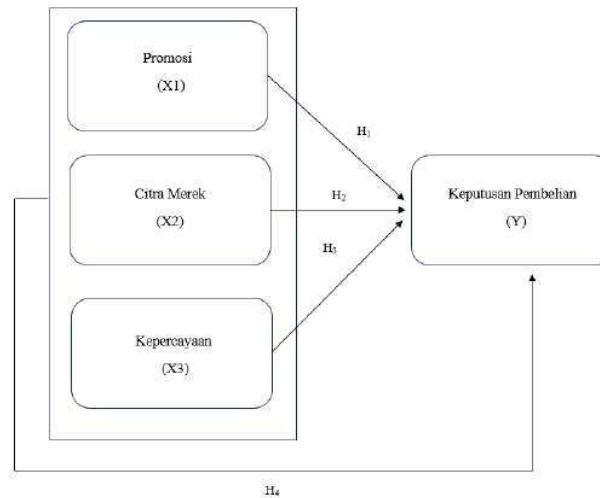 Promosi
(X1)
H₁
Citra Merek
(X2)
H₂
Keputusan Pembelian
(Y)
H₃
Kepercayaan
(X3)
H₄